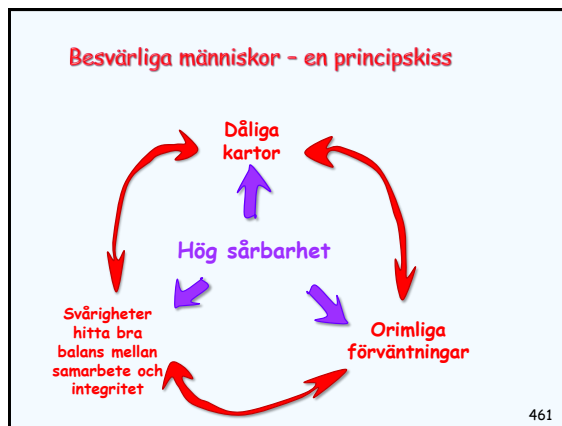 Besvärliga människor – en principskiss
Dåliga
kartor
Hög sårbarhet
Svårigheter
hitta bra
balans mellan
samarbete och
integritet
Orimliga
förväntningar
461